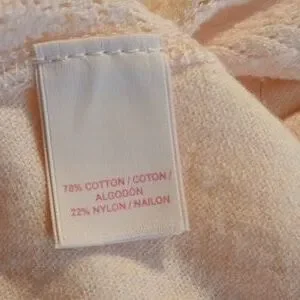 78% COTTON / COTON /
ALGODÓN
22% NYLON / NAILON